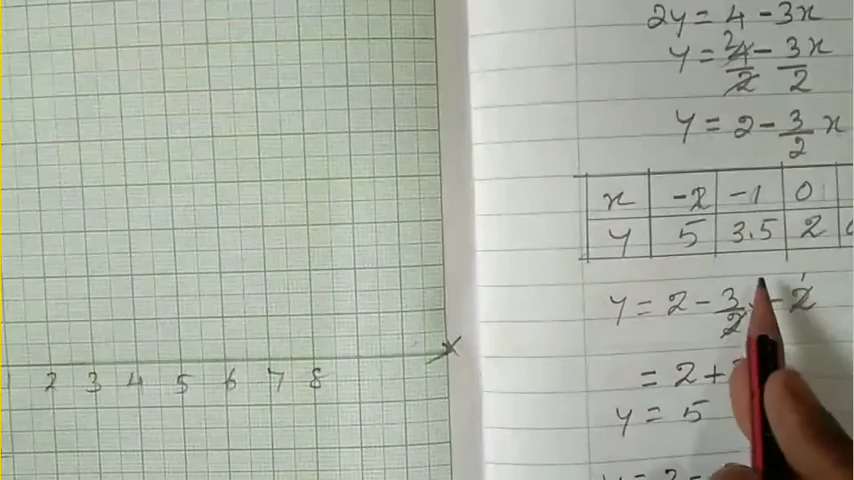 2y = 4 - 3x
y = 4/2 - 3x/2
y = 2 - 3/2 x
x -2 -1 0
y 5 3.5 2
y = 2 - 3/2 × -2
= 2 +
y = 5
2 3 4 5 6 7 8 x